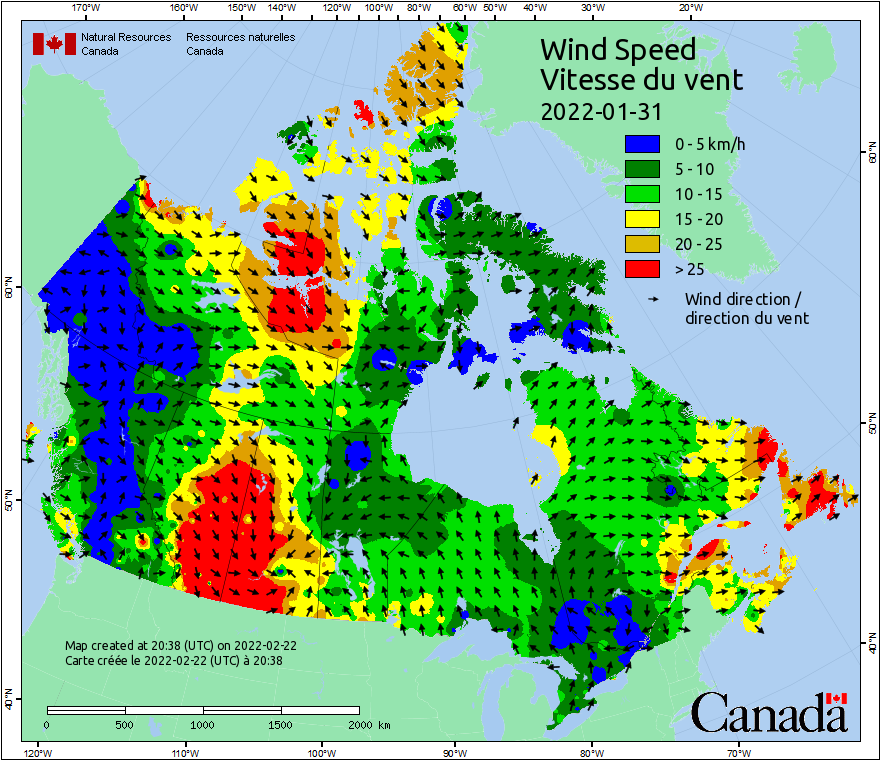 170°W 160°W 150°W 140°W 120°W 110°W 100°W 80°W 60°W 50°W 40°W 30°W 20°W
Natural Resources Ressources naturelles
Canada Canada
Wind Speed
Vitesse du vent
2022-01-31
0 - 5 km/h
5 - 10
10 - 15
15 - 20
20 - 25
> 25
Wind direction /
direction du vent
60°N 60°N
50°N 50°N
40°N 40°N
Map created at 20:38 (UTC) on 2022-02-22
Carte créée le 2022-02-22 (UTC) à 20:38
0 500 1000 1500 2000 km
Canada
120°W 110°W 100°W 90°W 80°W 70°W